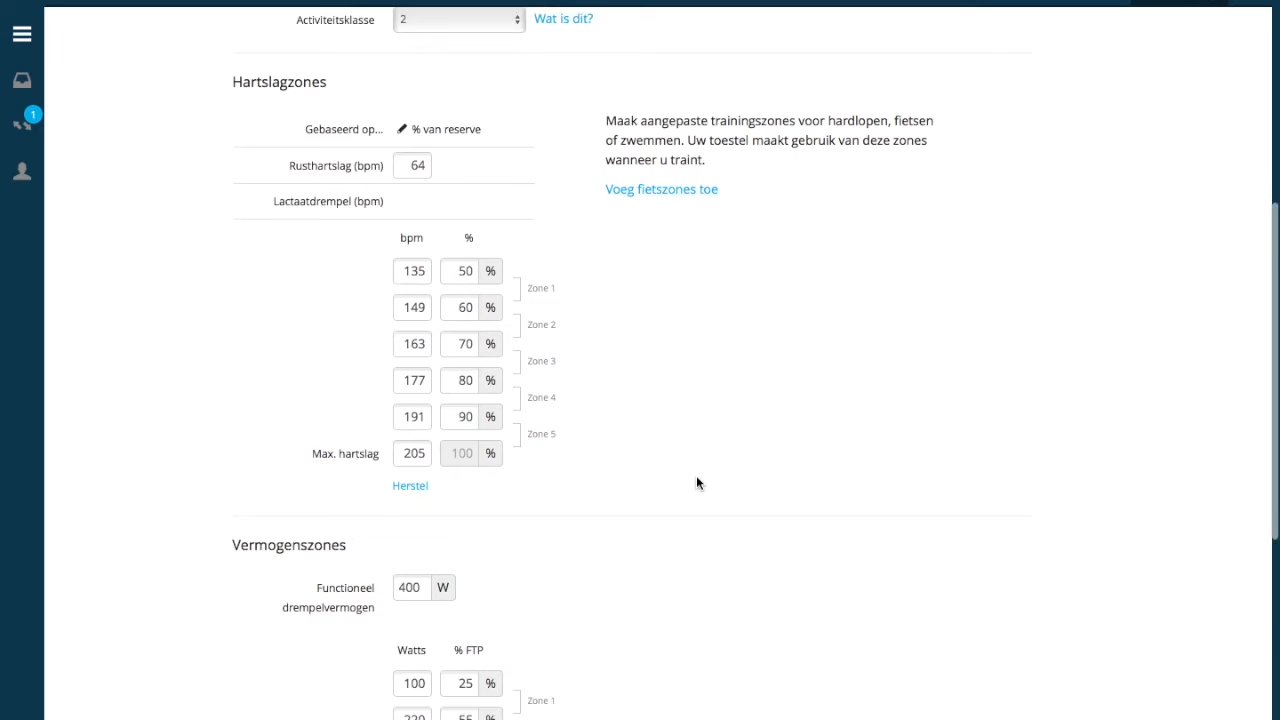 Activiteitsklasse 2 Wat is dit?
1
Hartslagzones
Gebaseerd op... % van reserve
Maak aangepaste trainingszones voor hardlopen, fietsen
of zwemmen. Uw toestel maakt gebruik van deze zones
wanneer u traint.
Rusthartslag (bpm) 64
Voeg fietszones toe
Lactaatdrempel (bpm)
bpm %
135 50 %
Zone 1
149 60 %
Zone 2
163 70 %
Zone 3
177 80 %
Zone 4
191 90 %
Zone 5
Max. hartslag 205 100 %
Herstel
Vermogenszones
Functioneel 400 W
drempelvermogen
Watts % FTP
100 25 %
Zone 1
220 55 %